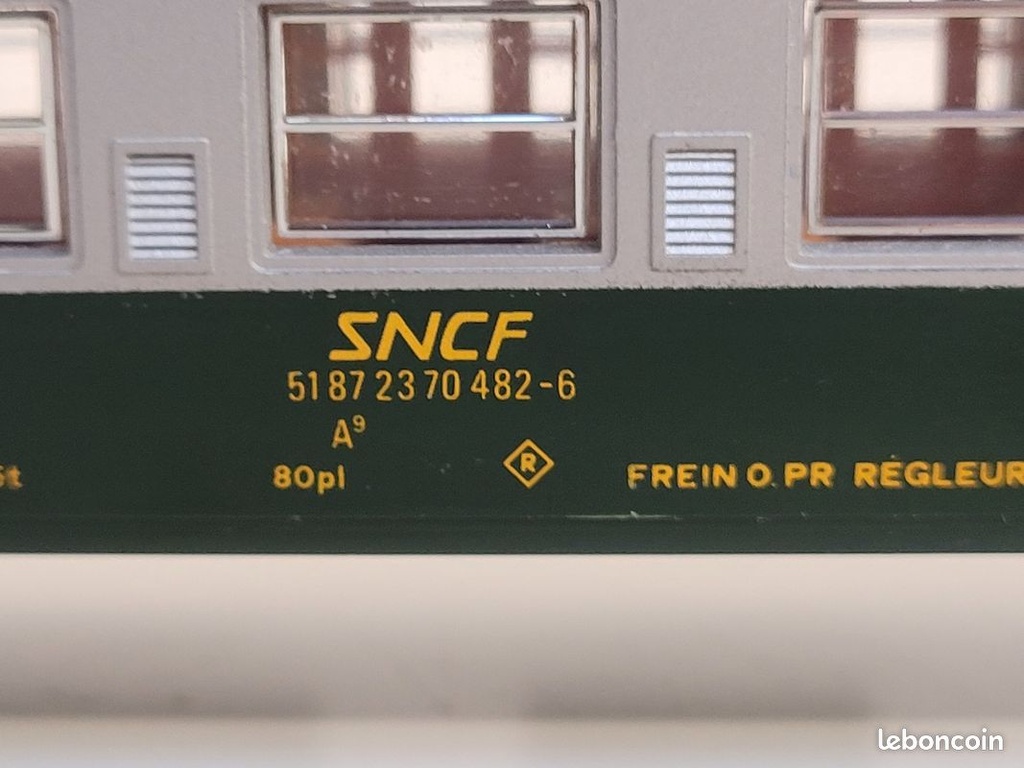 SNCF
51 87 23 70 482-6
A⁹
80pl
R
FREIN O.PR REGLEUR
leboncoin